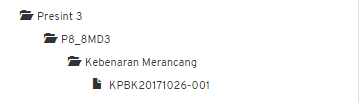 Presint 3
P8_8MD3
Kebenaran Merancang
KPBK20171026-001